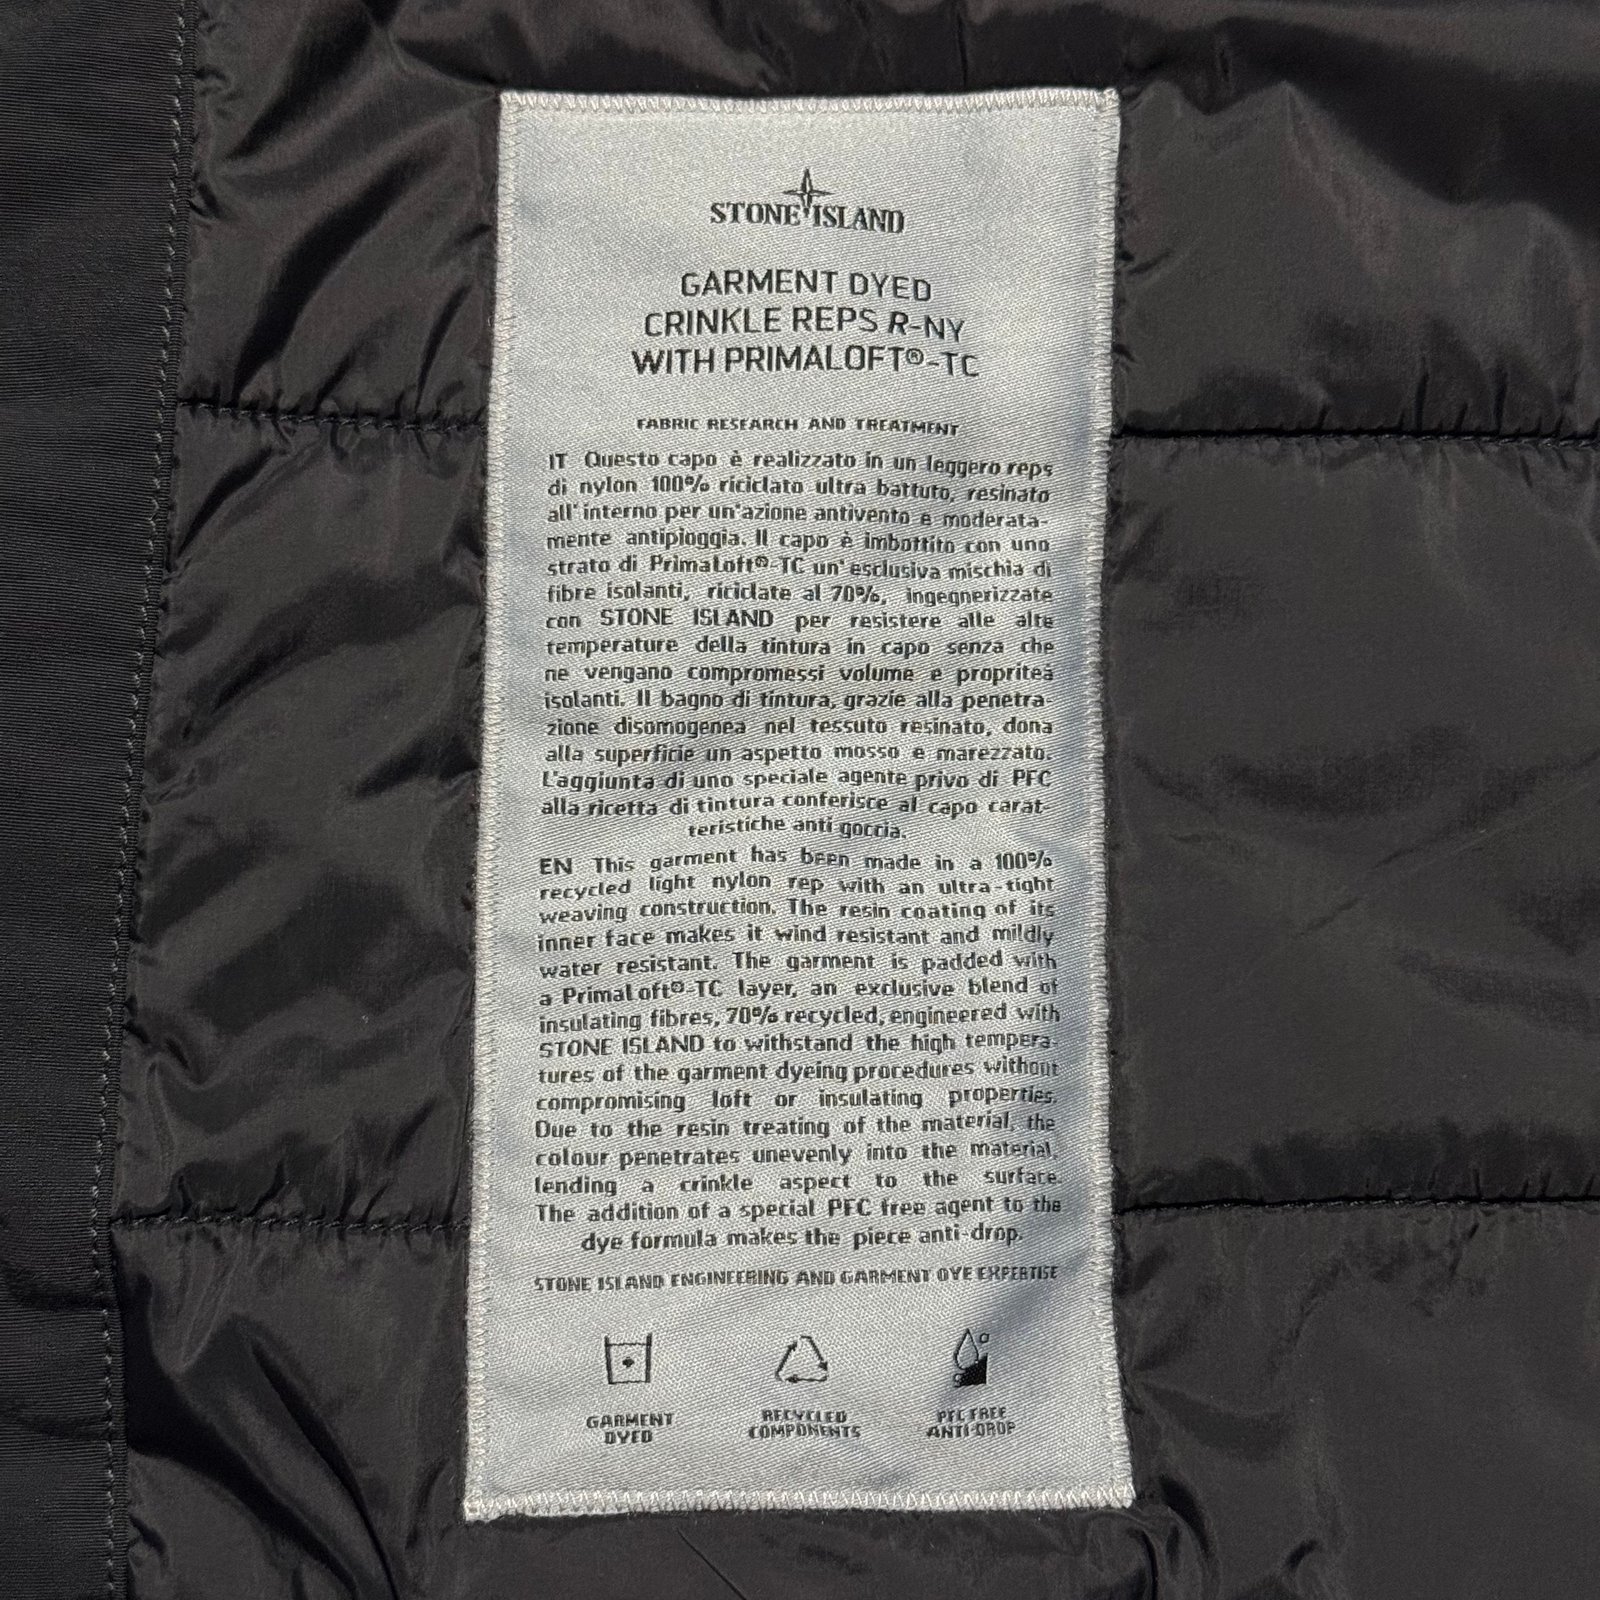 STONE ISLAND
GARMENT DYED
CRINKLE REPS R-NY
WITH PRIMALOFT®-TC
FABRIC RESEARCH AND TREATMENT
IT Questo capo è realizzato in un leggero reps
di nylon 100% riciclato ultra battuto, resinato
all'interno per un'azione antivento e moderata-
mente antipioggia. Il capo è imbottito con uno
strato di PrimaLoft®-TC un'esclusiva mischia di
fibre isolanti, riciclate al 70%, ingegnerizzate
con STONE ISLAND per resistere alle alte
temperature della tintura in capo senza che
ne vengano compromessi volume e propriteà
isolanti. Il bagno di tintura, grazie alla penetra-
zione disomogenea nel tessuto resinato, dona
alla superficie un aspetto mosso e marezzato.
L'aggiunta di uno speciale agente privo di PFC
alla ricetta di tintura conferisce al capo carat-
teristiche anti goccia.
EN This garment has been made in a 100%
recycled light nylon rep with an ultra-tight
weaving construction. The resin coating of its
inner face makes it wind resistant and mildly
water resistant. The garment is padded with
a PrimaLoft®-TC layer, an exclusive blend of
insulating fibres, 70% recycled, engineered with
STONE ISLAND to withstand the high tempera-
tures of the garment dyeing procedures without
compromising loft or insulating properties.
Due to the resin treating of the material, the
colour penetrates unevenly into the material,
lending a crinkle aspect to the surface.
The addition of a special PFC free agent to the
dye formula makes the piece anti-drop.
STONE ISLAND ENGINEERING AND GARMENT DYE EXPERTISE
GARMENT
DYED
RECYCLED
COMPONENTS
PFC FREE
ANTI-DROP